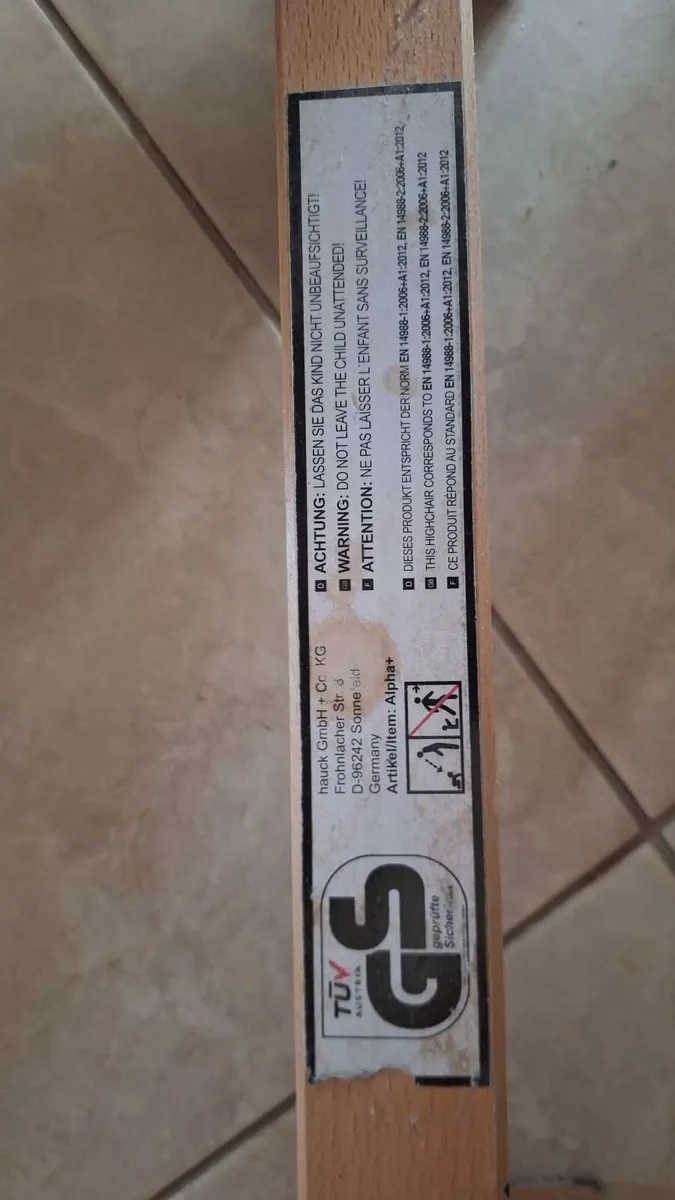 TÜV
AUSTRIA
GS
geprüfte
hauck GmbH + Co. KG
Frohnlacher Str. 8
D-96242 Sonnefeld
Germany
Artikel/Item: Alpha+
D ACHTUNG: LASSEN SIE DAS KIND NICHT UNBEAUFSICHTIGT!
GB WARNING: DO NOT LEAVE THE CHILD UNATTENDED!
F ATTENTION: NE PAS LAISSER L´ENFANT SANS SURVEILLANCE!
D DIESES PRODUKT ENTSPRICHT DER NORM EN 14988-1:2006+A1:2012, EN 14988-2:2006+A1:2012
GB THIS HIGHCHAIR CORRESPONDS TO EN 14988-1:2006+A1:2012, EN 14988-2:2006+A1:2012
F CE PRODUIT RÉPOND AU STANDARD EN 14988-1:2006+A1:2012, EN 14988-2:2006+A1:2012